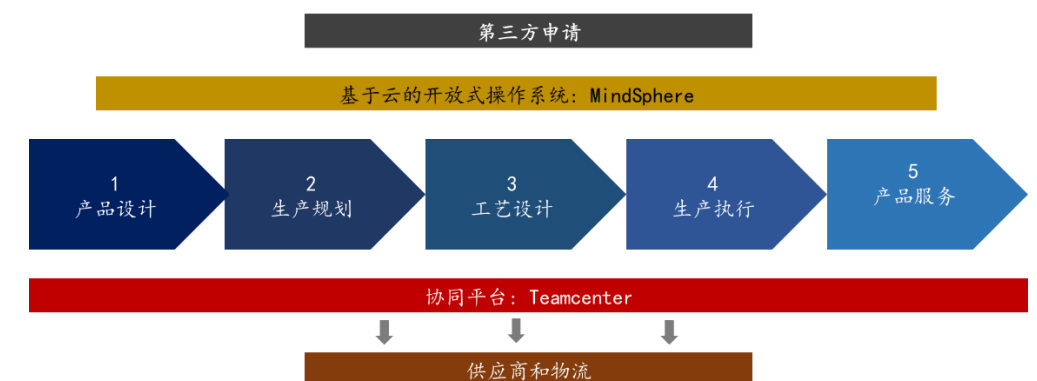 第三方申请
基于云的开放式操作系统: MindSphere
1
产品设计
2
生产规划
3
工艺设计
4
生产执行
5
产品服务
协同平台: Teamcenter
供应商和物流